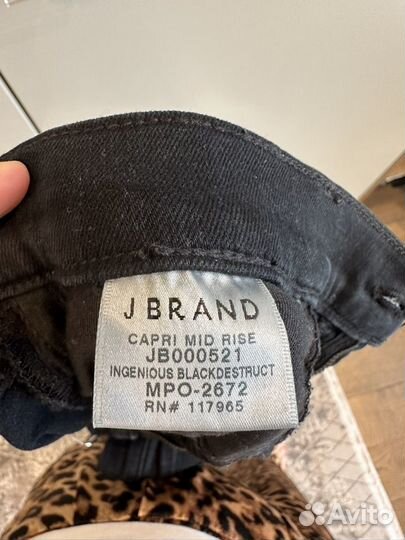 J BRAND
CAPRI MID RISE
JB000521
INGENIOUS BLACKDESTRUCT
MPO-2672
RN# 117965
Avito